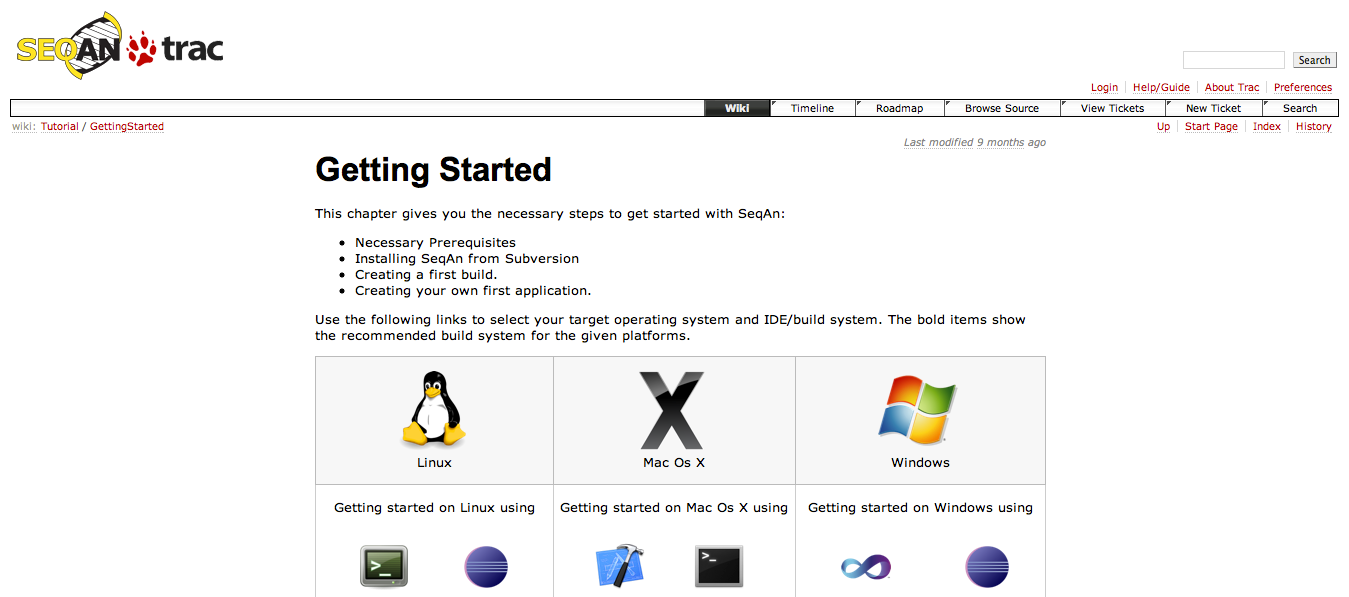 SEQAN trac
Search
Login Help/Guide About Trac Preferences
Wiki Timeline Roadmap Browse Source View Tickets New Ticket Search
wiki: Tutorial / GettingStarted Up Start Page Index History
Last modified 9 months ago
Getting Started
This chapter gives you the necessary steps to get started with SeqAn:
• Necessary Prerequisites
• Installing SeqAn from Subversion
• Creating a first build.
• Creating your own first application.
Use the following links to select your target operating system and IDE/build system. The bold items show
the recommended build system for the given platforms.
Linux Mac Os X Windows
Getting started on Linux using Getting started on Mac Os X using Getting started on Windows using
>_ >_